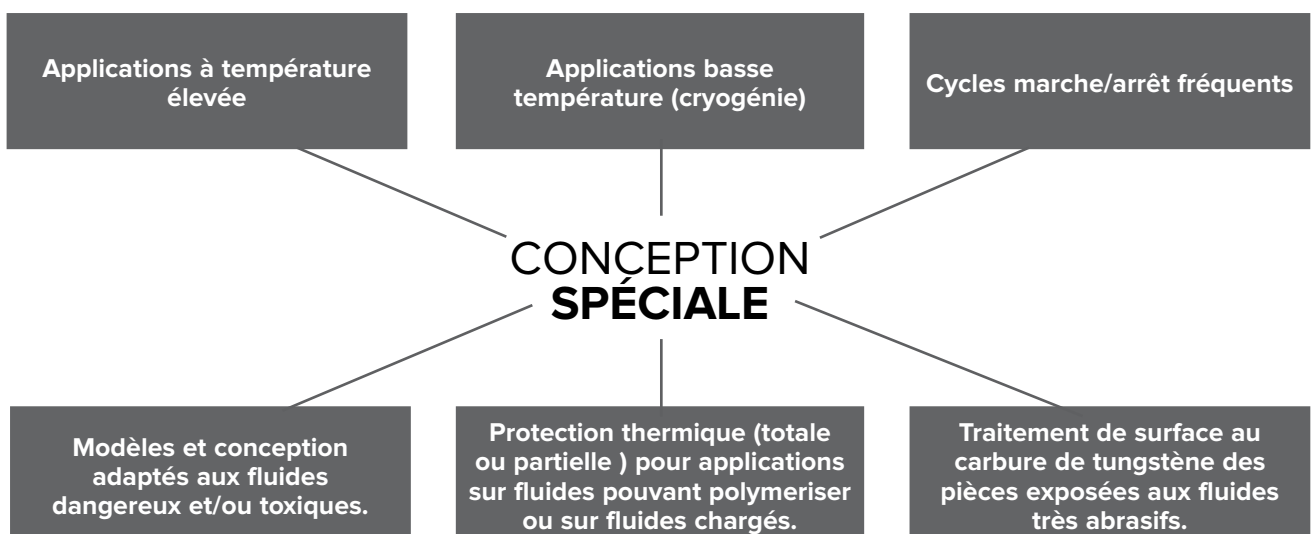 Applications à température
élevée
Applications basse
température (cryogénie)
Cycles marche/arrêt fréquents
CONCEPTION
SPÉCIALE
Modèles et conception
adaptés aux fluides
dangereux et/ou toxiques.
Protection thermique (totale
ou partielle ) pour applications
sur fluides pouvant polymeriser
ou sur fluides chargés.
Traitement de surface au
carbure de tungstène des
pièces exposées aux fluides
très abrasifs.